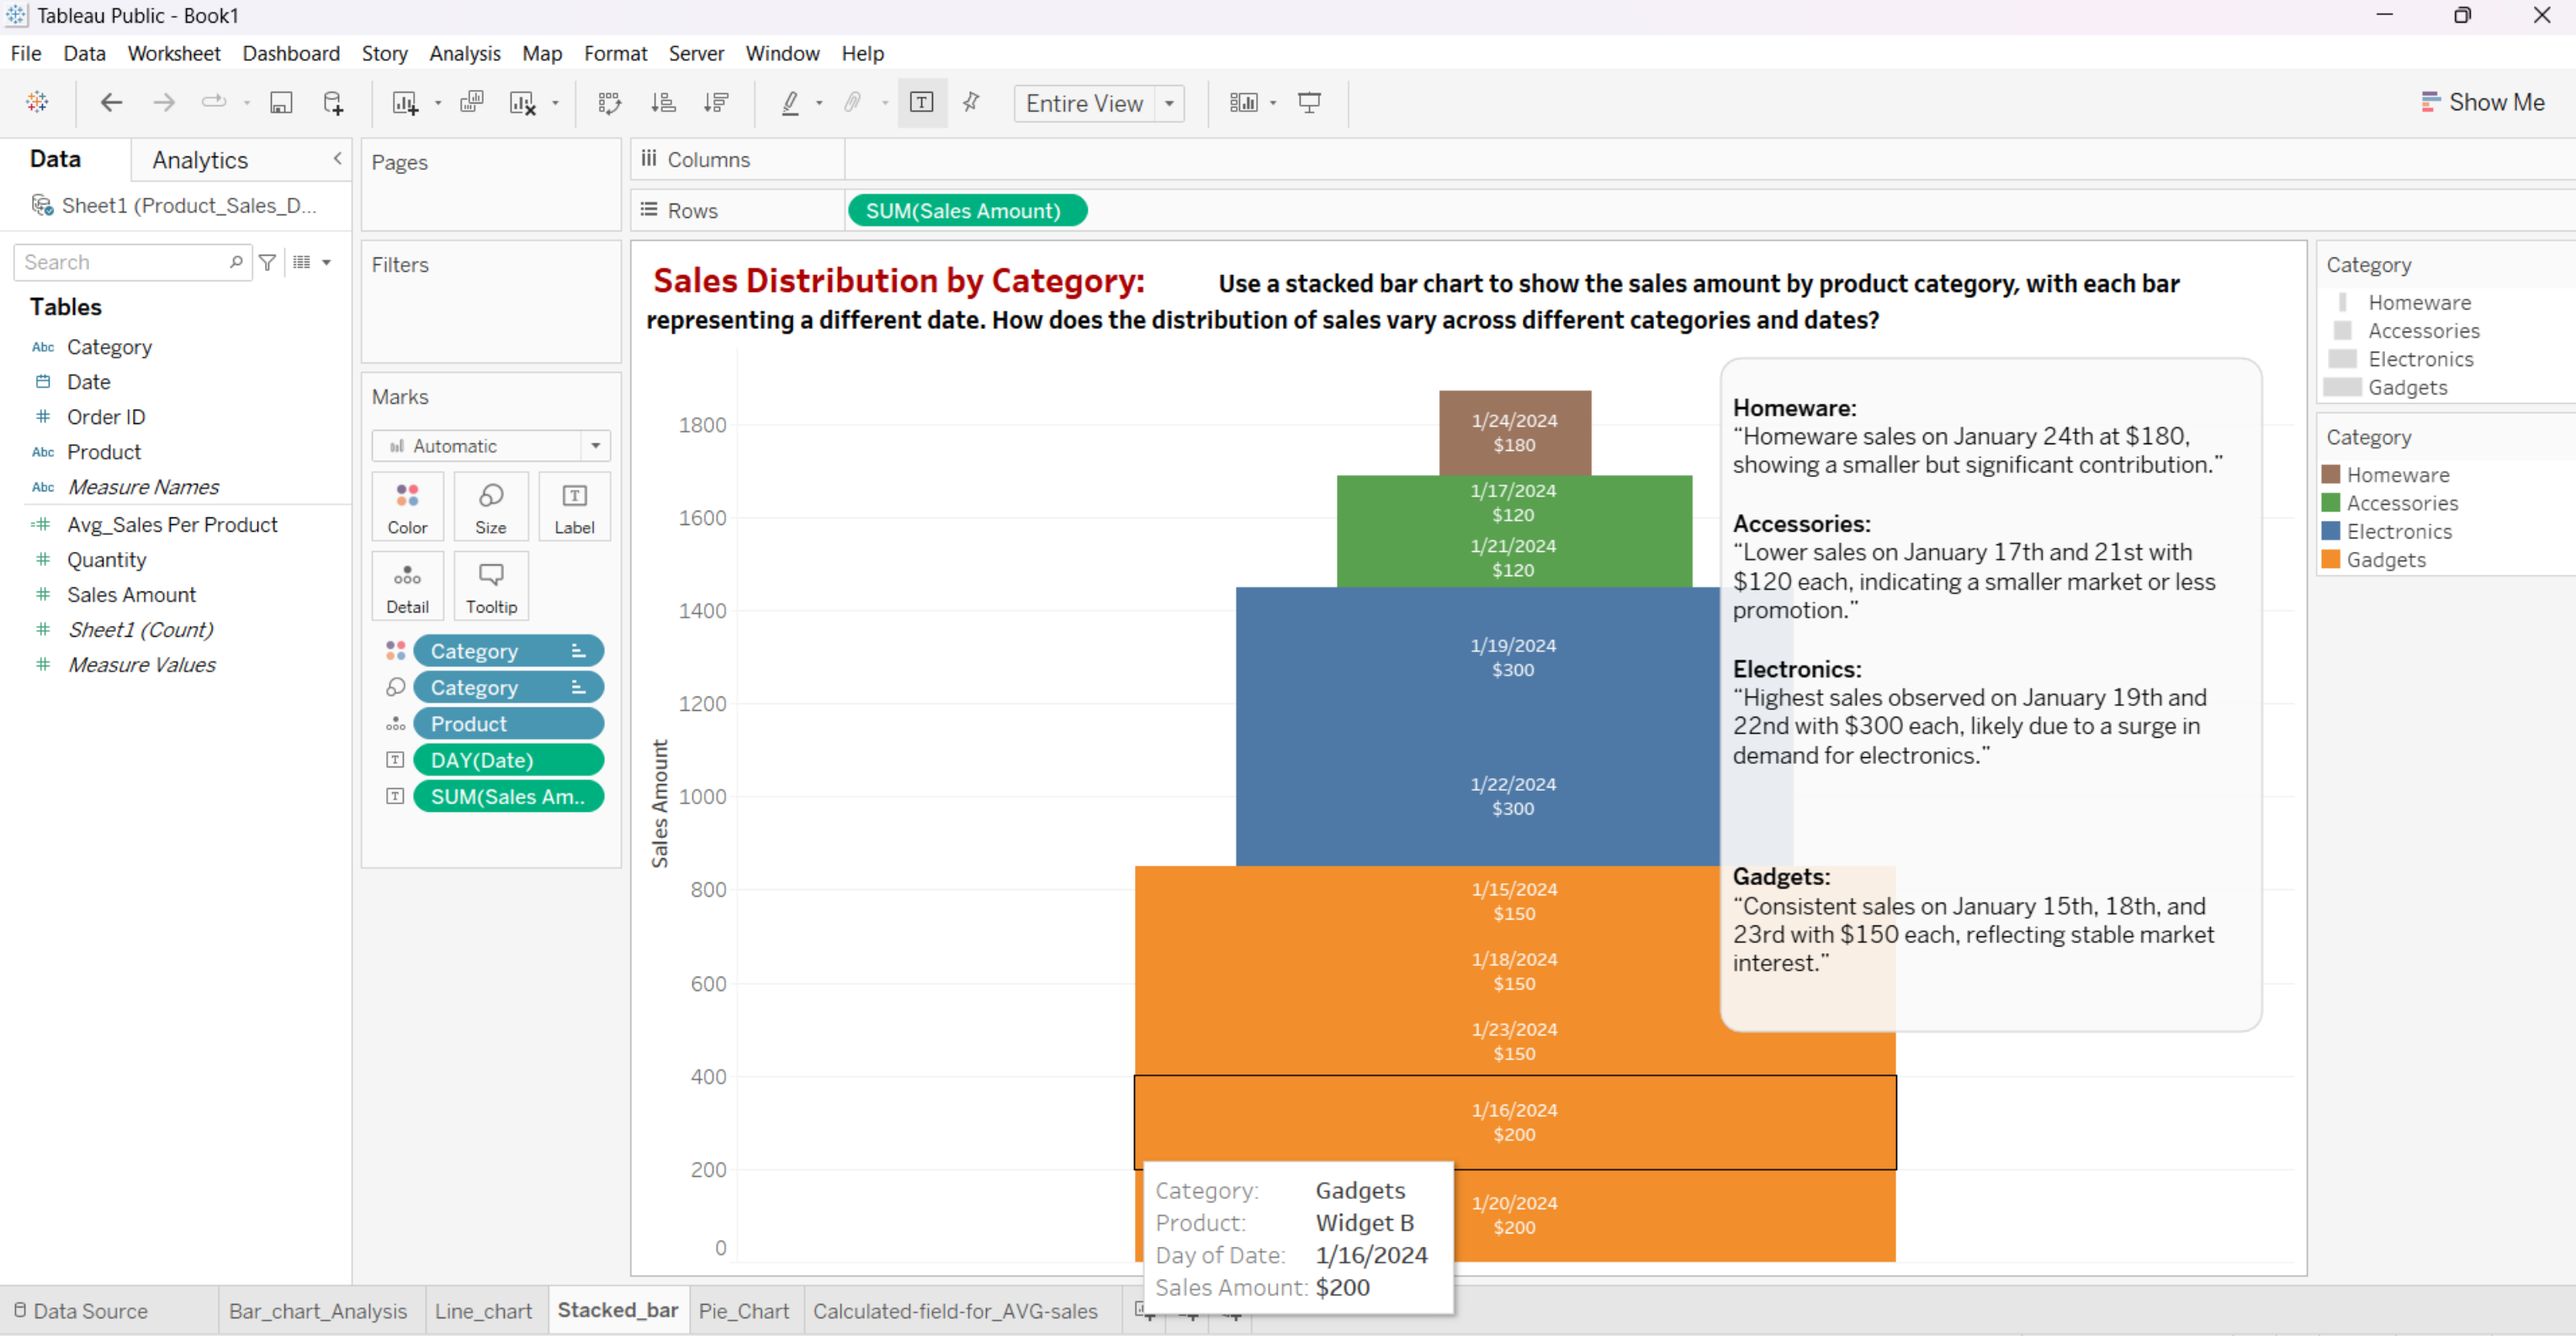 Tableau Public - Book1
File Data Worksheet Dashboard Story Analysis Map Format Server Window Help
Entire View
Show Me
Data Analytics
Sheet1 (Product_Sales_D...
Search
Tables
Abc Category
Date
# Order ID
Abc Product
Abc Measure Names
=# Avg_Sales Per Product
# Quantity
# Sales Amount
# Sheet1 (Count)
# Measure Values
Pages
Filters
Marks
Automatic
Color Size Label
Detail Tooltip
Category
Category
Product
DAY(Date)
SUM(Sales Am..
Columns
Rows SUM(Sales Amount)
Sales Distribution by Category: Use a stacked bar chart to show the sales amount by product category, with each bar
representing a different date. How does the distribution of sales vary across different categories and dates?
Sales Amount
1800
1600
1400
1200
1000
800
600
400
200
0
1/24/2024
$180
1/17/2024
$120
1/21/2024
$120
1/19/2024
$300
1/22/2024
$300
1/15/2024
$150
1/18/2024
$150
1/23/2024
$150
1/16/2024
$200
1/20/2024
$200
Category: Gadgets
Product: Widget B
Day of Date: 1/16/2024
Sales Amount: $200
Homeware:
“Homeware sales on January 24th at $180,
showing a smaller but significant contribution.”
Accessories:
“Lower sales on January 17th and 21st with
$120 each, indicating a smaller market or less
promotion.”
Electronics:
“Highest sales observed on January 19th and
22nd with $300 each, likely due to a surge in
demand for electronics.”
Gadgets:
“Consistent sales on January 15th, 18th, and
23rd with $150 each, reflecting stable market
interest.”
Category
Homeware
Accessories
Electronics
Gadgets
Category
Homeware
Accessories
Electronics
Gadgets
Data Source Bar_chart_Analysis Line_chart Stacked_bar Pie_Chart Calculated-field-for_AVG-sales